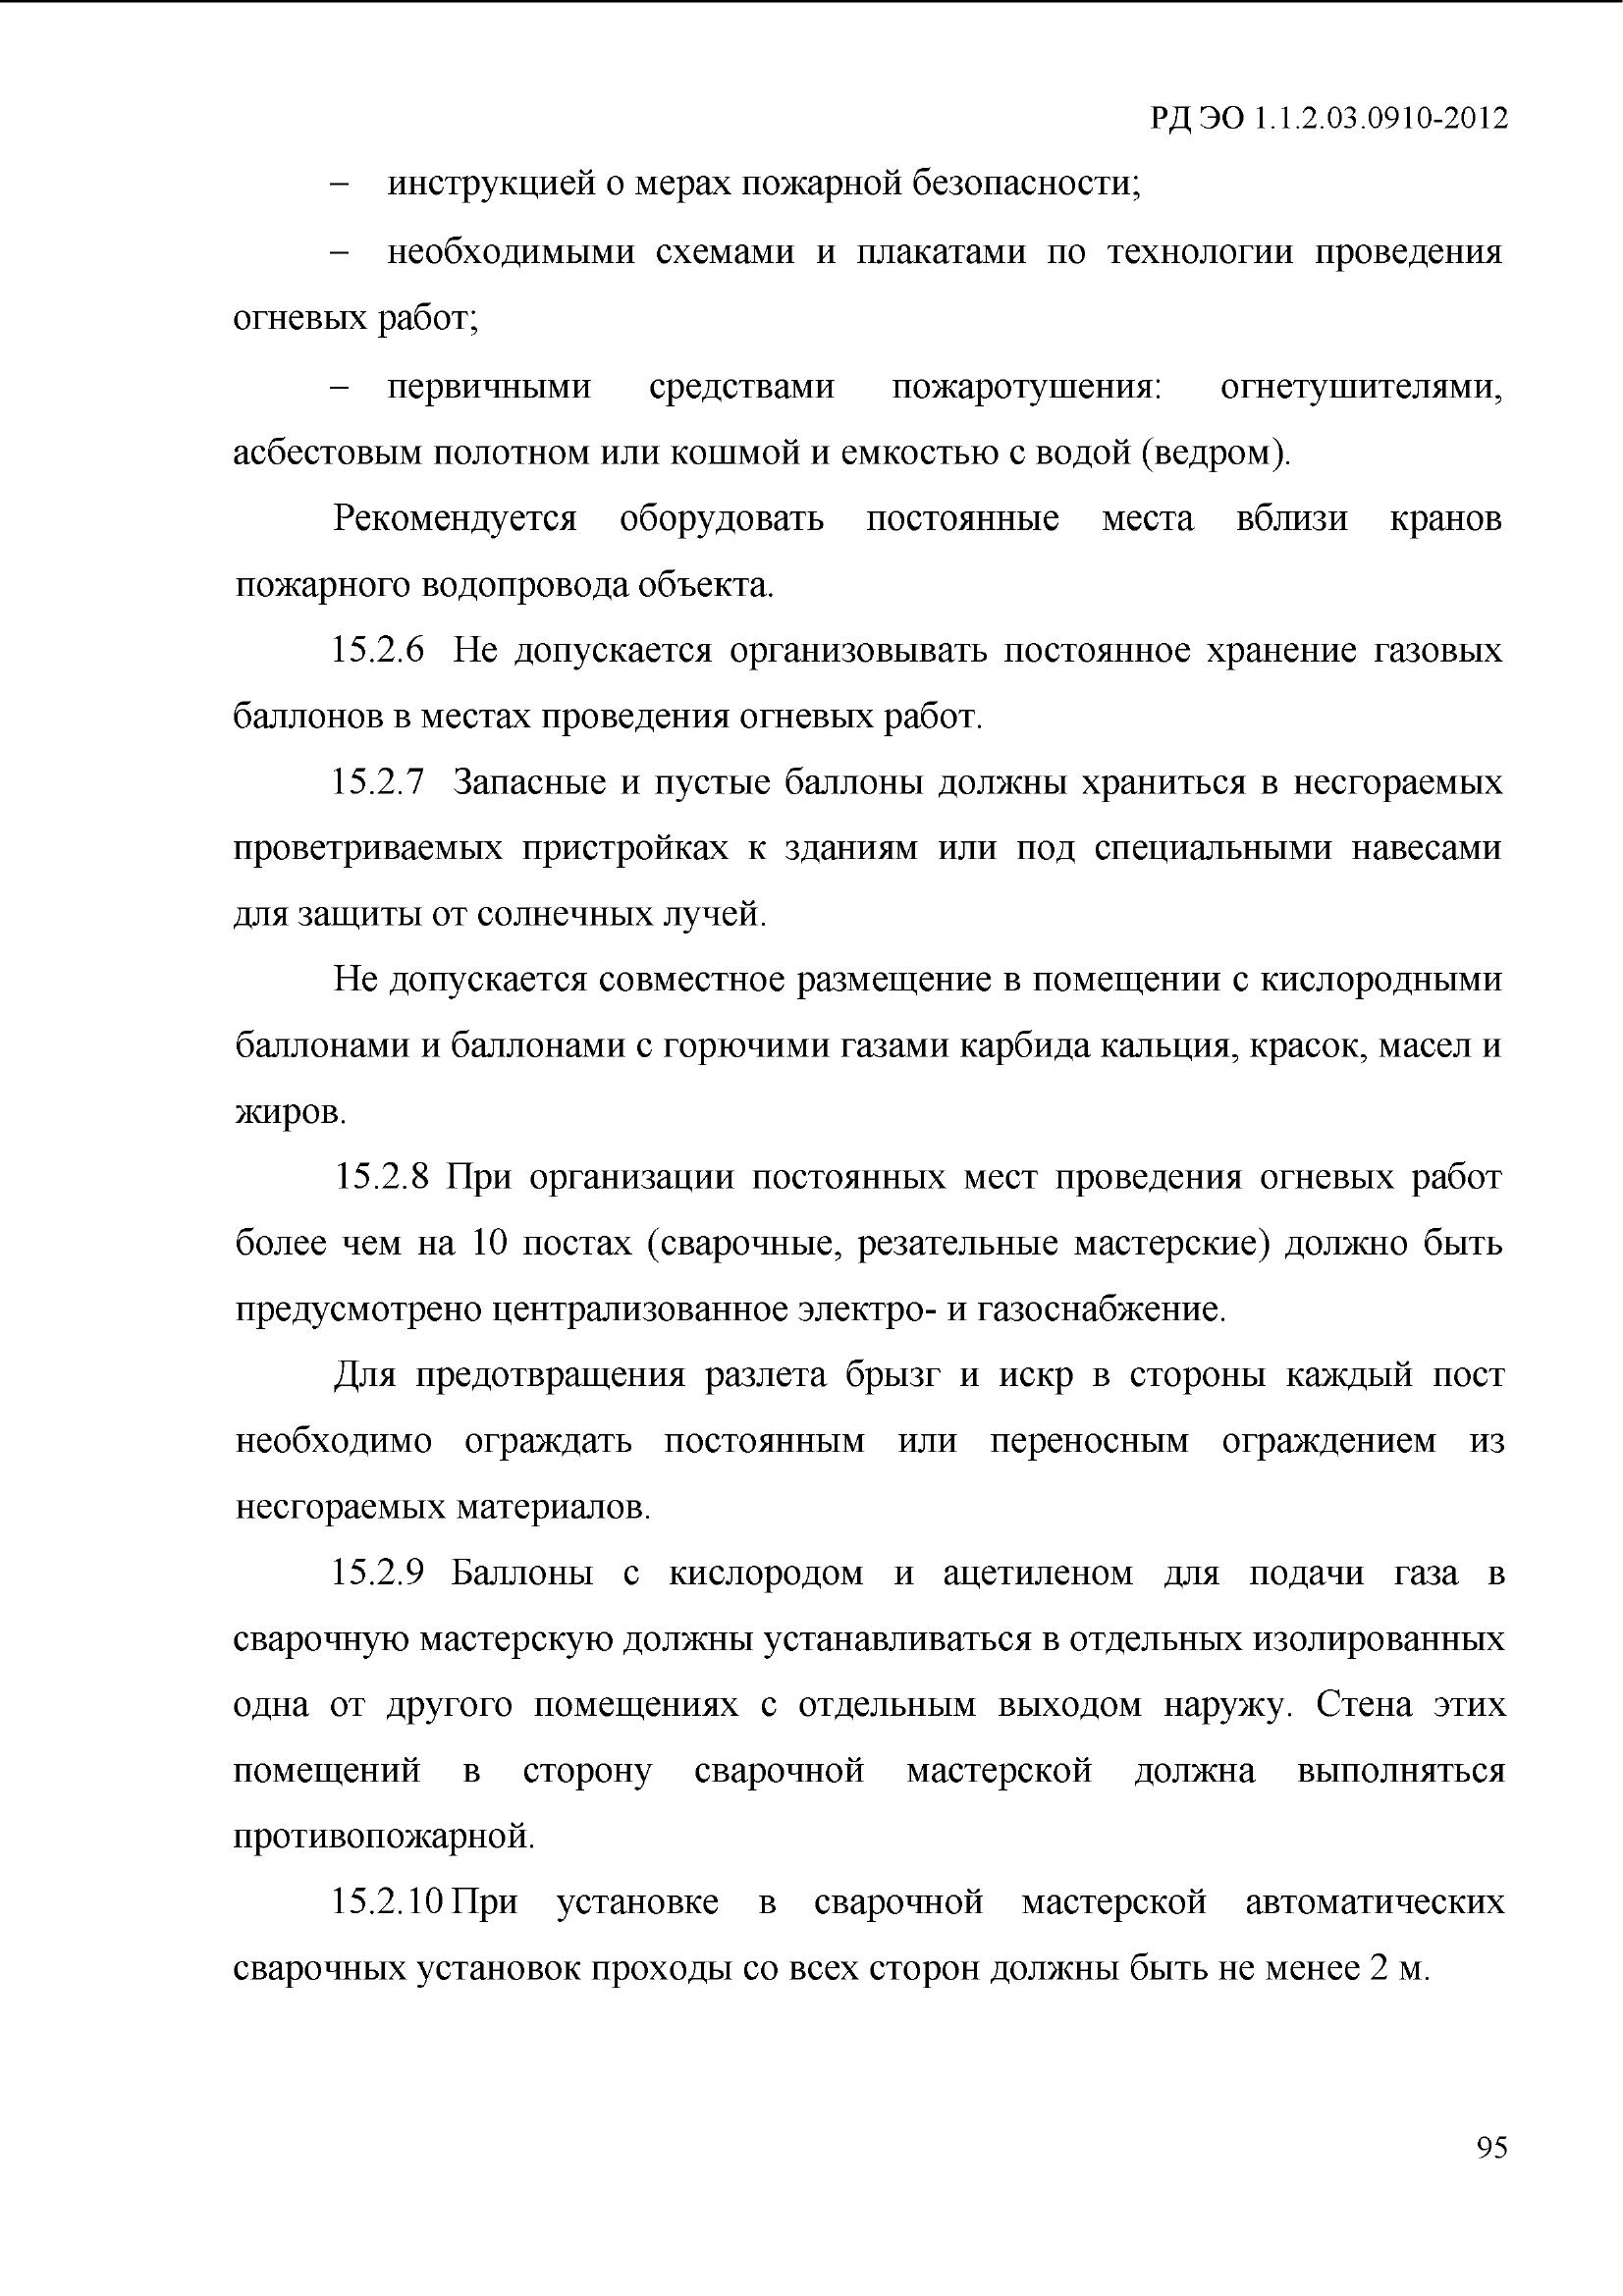 РД ЭО 1.1.2.03.0910-2012
– инструкцией о мерах пожарной безопасности;
– необходимыми схемами и плакатами по технологии проведения
огневых работ;
– первичными средствами пожаротушения: огнетушителями,
асбестовым полотном или кошмой и емкостью с водой (ведром).
Рекомендуется оборудовать постоянные места вблизи кранов
пожарного водопровода объекта.
15.2.6 Не допускается организовывать постоянное хранение газовых
баллонов в местах проведения огневых работ.
15.2.7 Запасные и пустые баллоны должны храниться в несгораемых
проветриваемых пристройках к зданиям или под специальными навесами
для защиты от солнечных лучей.
Не допускается совместное размещение в помещении с кислородными
баллонами и баллонами с горючими газами карбида кальция, красок, масел и
жиров.
15.2.8 При организации постоянных мест проведения огневых работ
более чем на 10 постах (сварочные, резательные мастерские) должно быть
предусмотрено централизованное электро- и газоснабжение.
Для предотвращения разлета брызг и искр в стороны каждый пост
необходимо ограждать постоянным или переносным ограждением из
несгораемых материалов.
15.2.9 Баллоны с кислородом и ацетиленом для подачи газа в
сварочную мастерскую должны устанавливаться в отдельных изолированных
одна от другого помещениях с отдельным выходом наружу. Стена этих
помещений в сторону сварочной мастерской должна выполняться
противопожарной.
15.2.10 При установке в сварочной мастерской автоматических
сварочных установок проходы со всех сторон должны быть не менее 2 м.
95